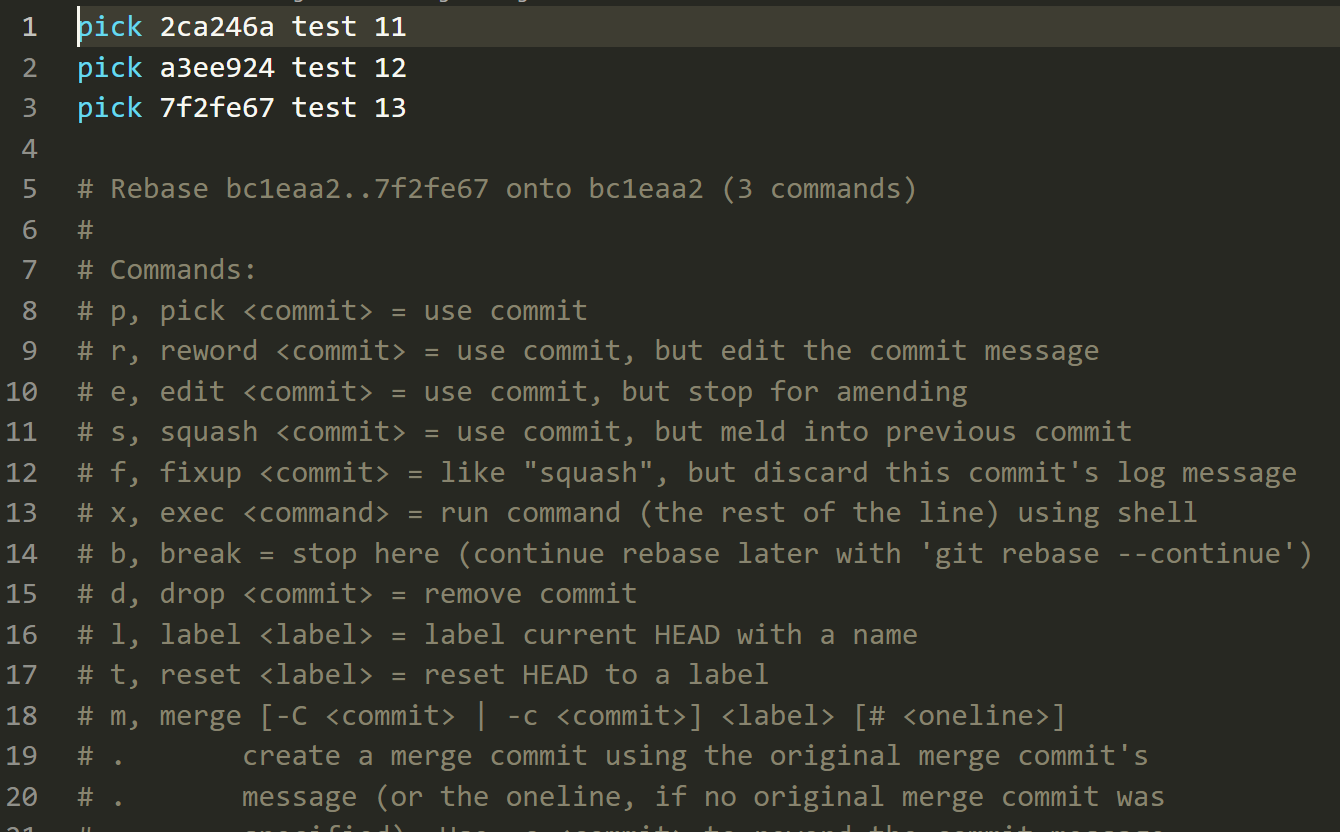 1 pick 2ca246a test 11
2 pick a3ee924 test 12
3 pick 7f2fe67 test 13
4
5 # Rebase bc1eaa2..7f2fe67 onto bc1eaa2 (3 commands)
6 #
7 # Commands:
8 # p, pick <commit> = use commit
9 # r, reword <commit> = use commit, but edit the commit message
10 # e, edit <commit> = use commit, but stop for amending
11 # s, squash <commit> = use commit, but meld into previous commit
12 # f, fixup <commit> = like "squash", but discard this commit's log message
13 # x, exec <command> = run command (the rest of the line) using shell
14 # b, break = stop here (continue rebase later with 'git rebase --continue')
15 # d, drop <commit> = remove commit
16 # l, label <label> = label current HEAD with a name
17 # t, reset <label> = reset HEAD to a label
18 # m, merge [-C <commit> | -c <commit>] <label> [# <oneline>]
19 # .       create a merge commit using the original merge commit's
20 # .       message (or the oneline, if no original merge commit was